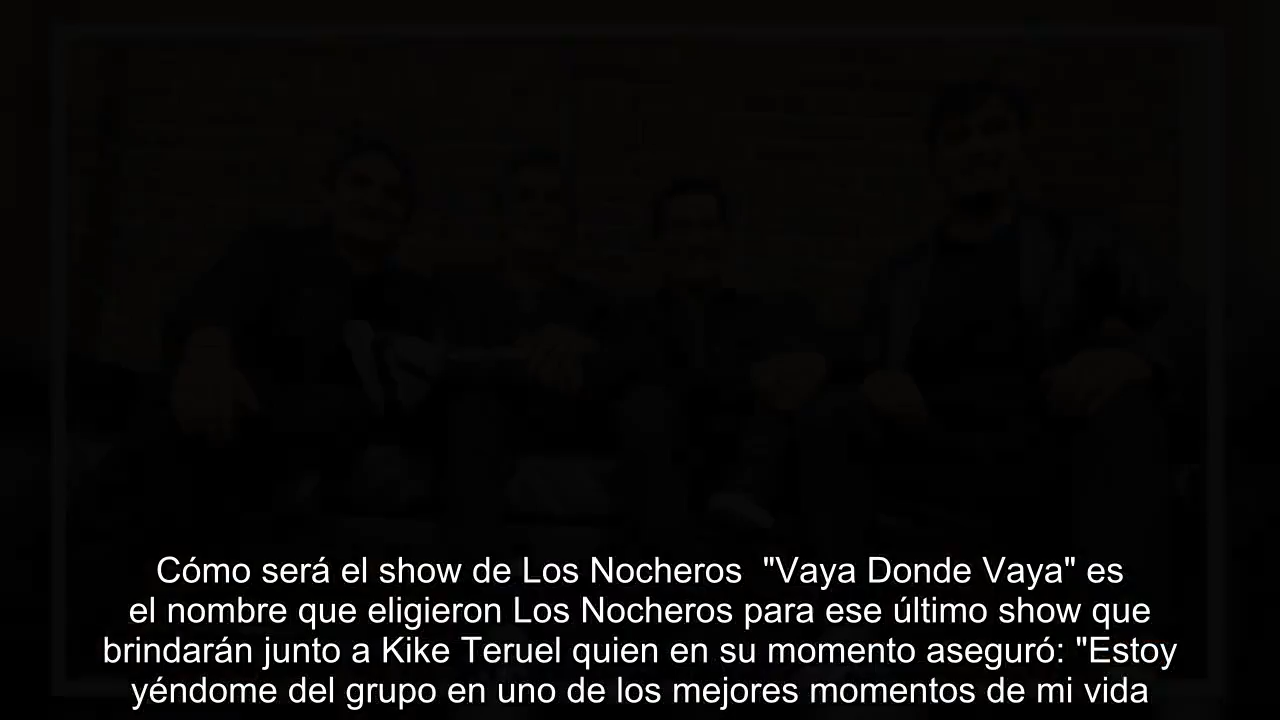 Cómo será el show de Los Nocheros  "Vaya Donde Vaya" es
el nombre que eligieron Los Nocheros para ese último show que
brindarán junto a Kike Teruel quien en su momento aseguró: "Estoy
yéndome del grupo en uno de los mejores momentos de mi vida